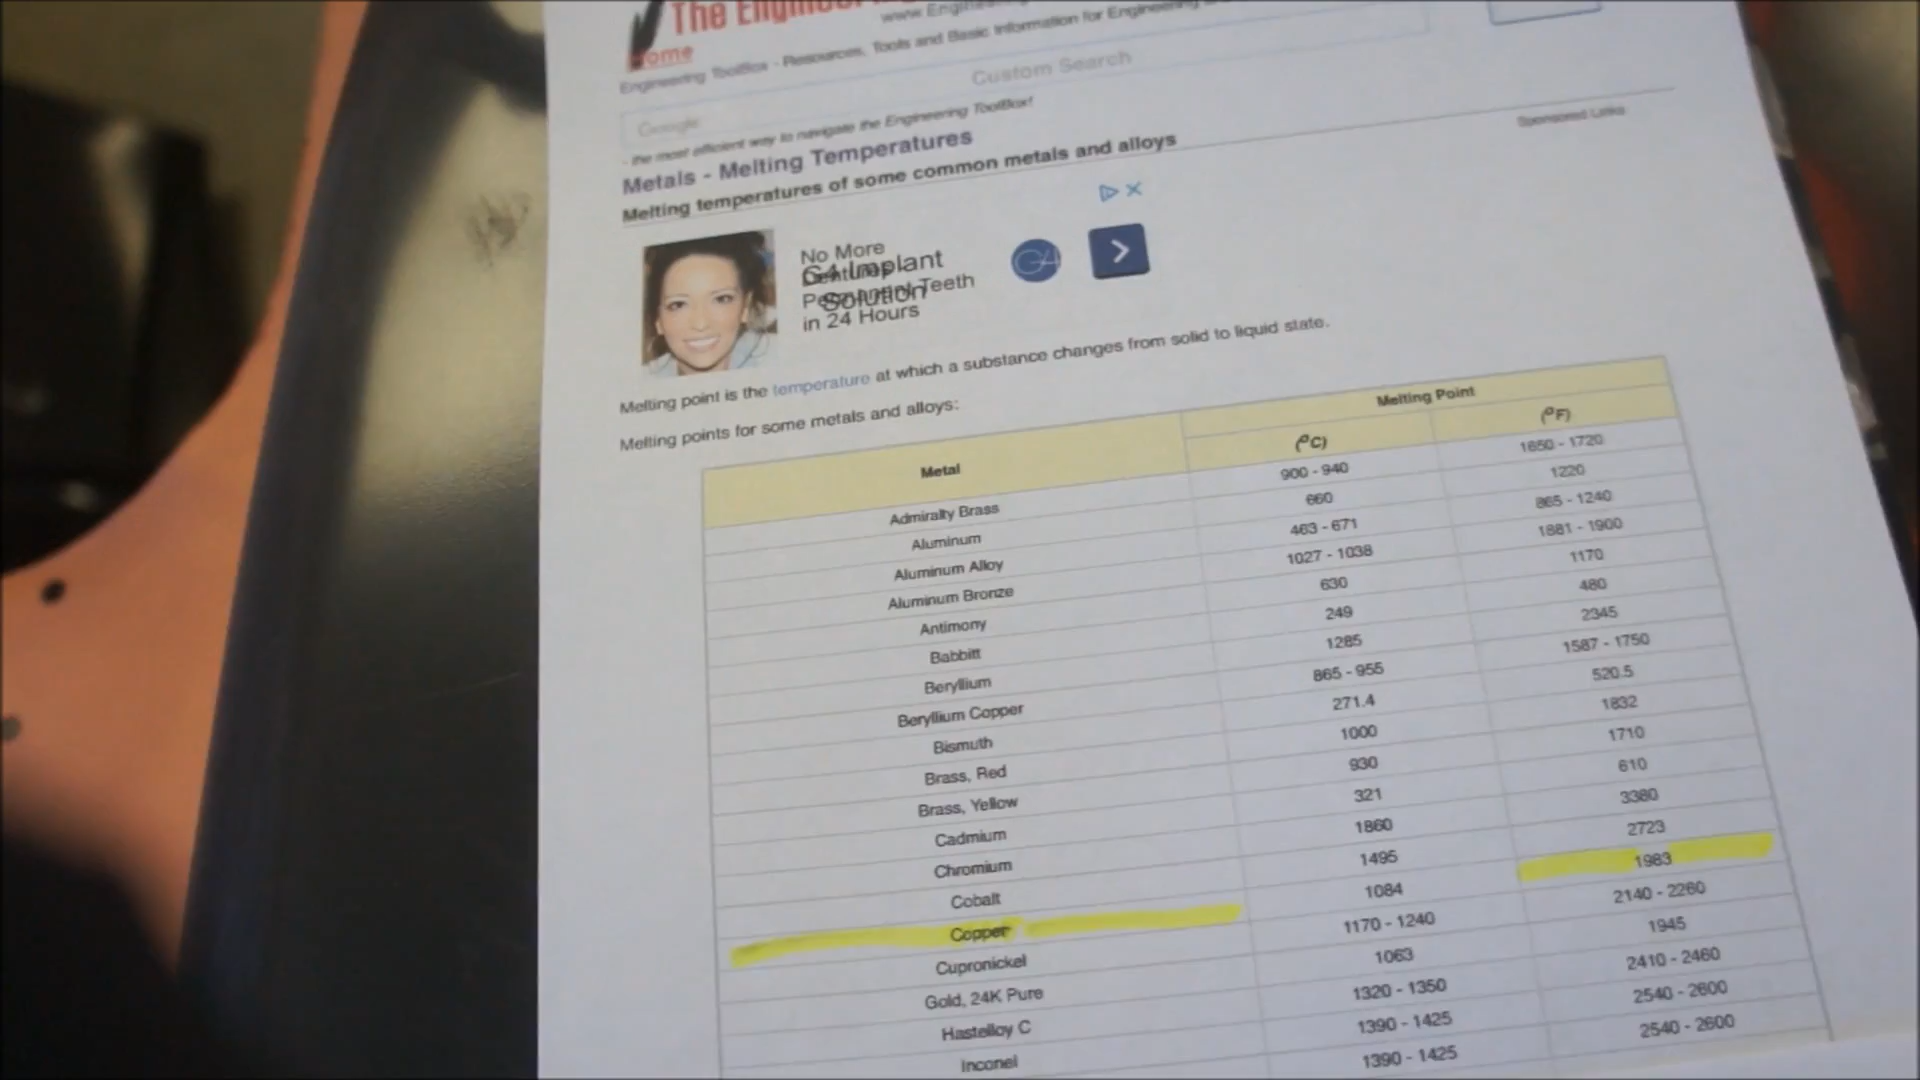 The Engineer
www.Engineer
Home
Engineering ToolBox - Resources, Tools and Basic Information for Engineering
Custom Search
Google
- the most efficient way to navigate the Engineering ToolBox!
Sponsored Links
Metals - Melting Temperatures
Melting temperatures of some common metals and alloys
No More
G4 Implant
Solution
Permanent Teeth
in 24 Hours
G4
Melting point is the temperature at which a substance changes from solid to liquid state.
Melting points for some metals and alloys:
Metal Melting Point
(ºC) (ºF)
Admiralty Brass 900 - 940 1650 - 1720
Aluminum 660 1220
Aluminum Alloy 463 - 671 865 - 1240
Aluminum Bronze 1027 - 1038 1881 - 1900
Antimony 630 1170
Babbitt 249 480
Beryllium 1285 2345
Beryllium Copper 865 - 955 1587 - 1750
Bismuth 271.4 520.5
Brass, Red 1000 1832
Brass, Yellow 930 1710
Cadmium 321 610
Chromium 1860 3380
Cobalt 1495 2723
Copper 1084 1983
Cupronickel 1170 - 1240 2140 - 2260
Gold, 24K Pure 1063 1945
Hastelloy C 1320 - 1350 2410 - 2460
Inconel 1390 - 1425 2540 - 2600
1390 - 1425 2540 - 2600